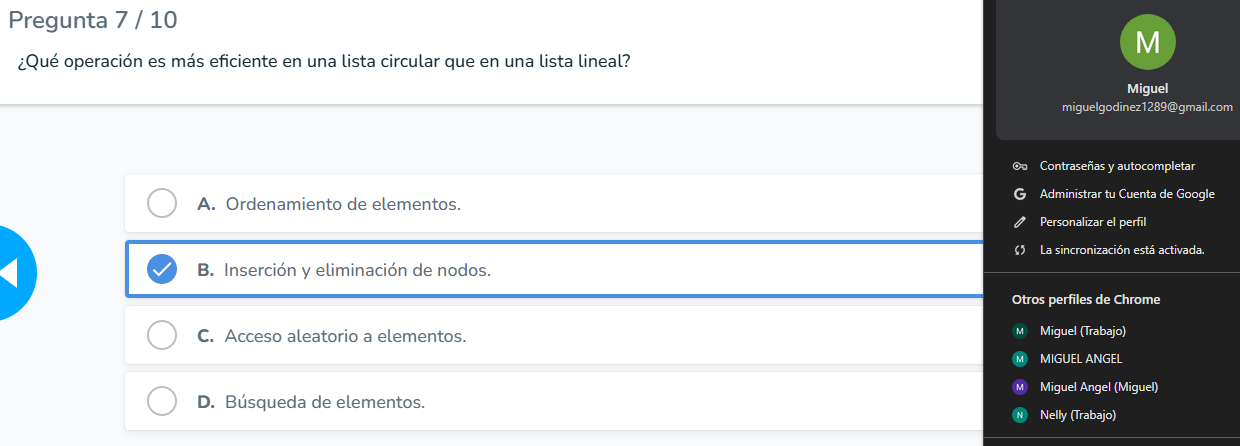 Pregunta 7 / 10
¿Qué operación es más eficiente en una lista circular que en una lista lineal?
A. Ordenamiento de elementos.
B. Inserción y eliminación de nodos.
C. Acceso aleatorio a elementos.
D. Búsqueda de elementos.
M
Miguel
miguelgodinez1289@gmail.com
Contraseñas y autocompletar
G Administrar tu Cuenta de Google
Personalizar el perfil
La sincronización está activada.
Otros perfiles de Chrome
M Miguel (Trabajo)
M MIGUEL ANGEL
M Miguel Angel (Miguel)
N Nelly (Trabajo)